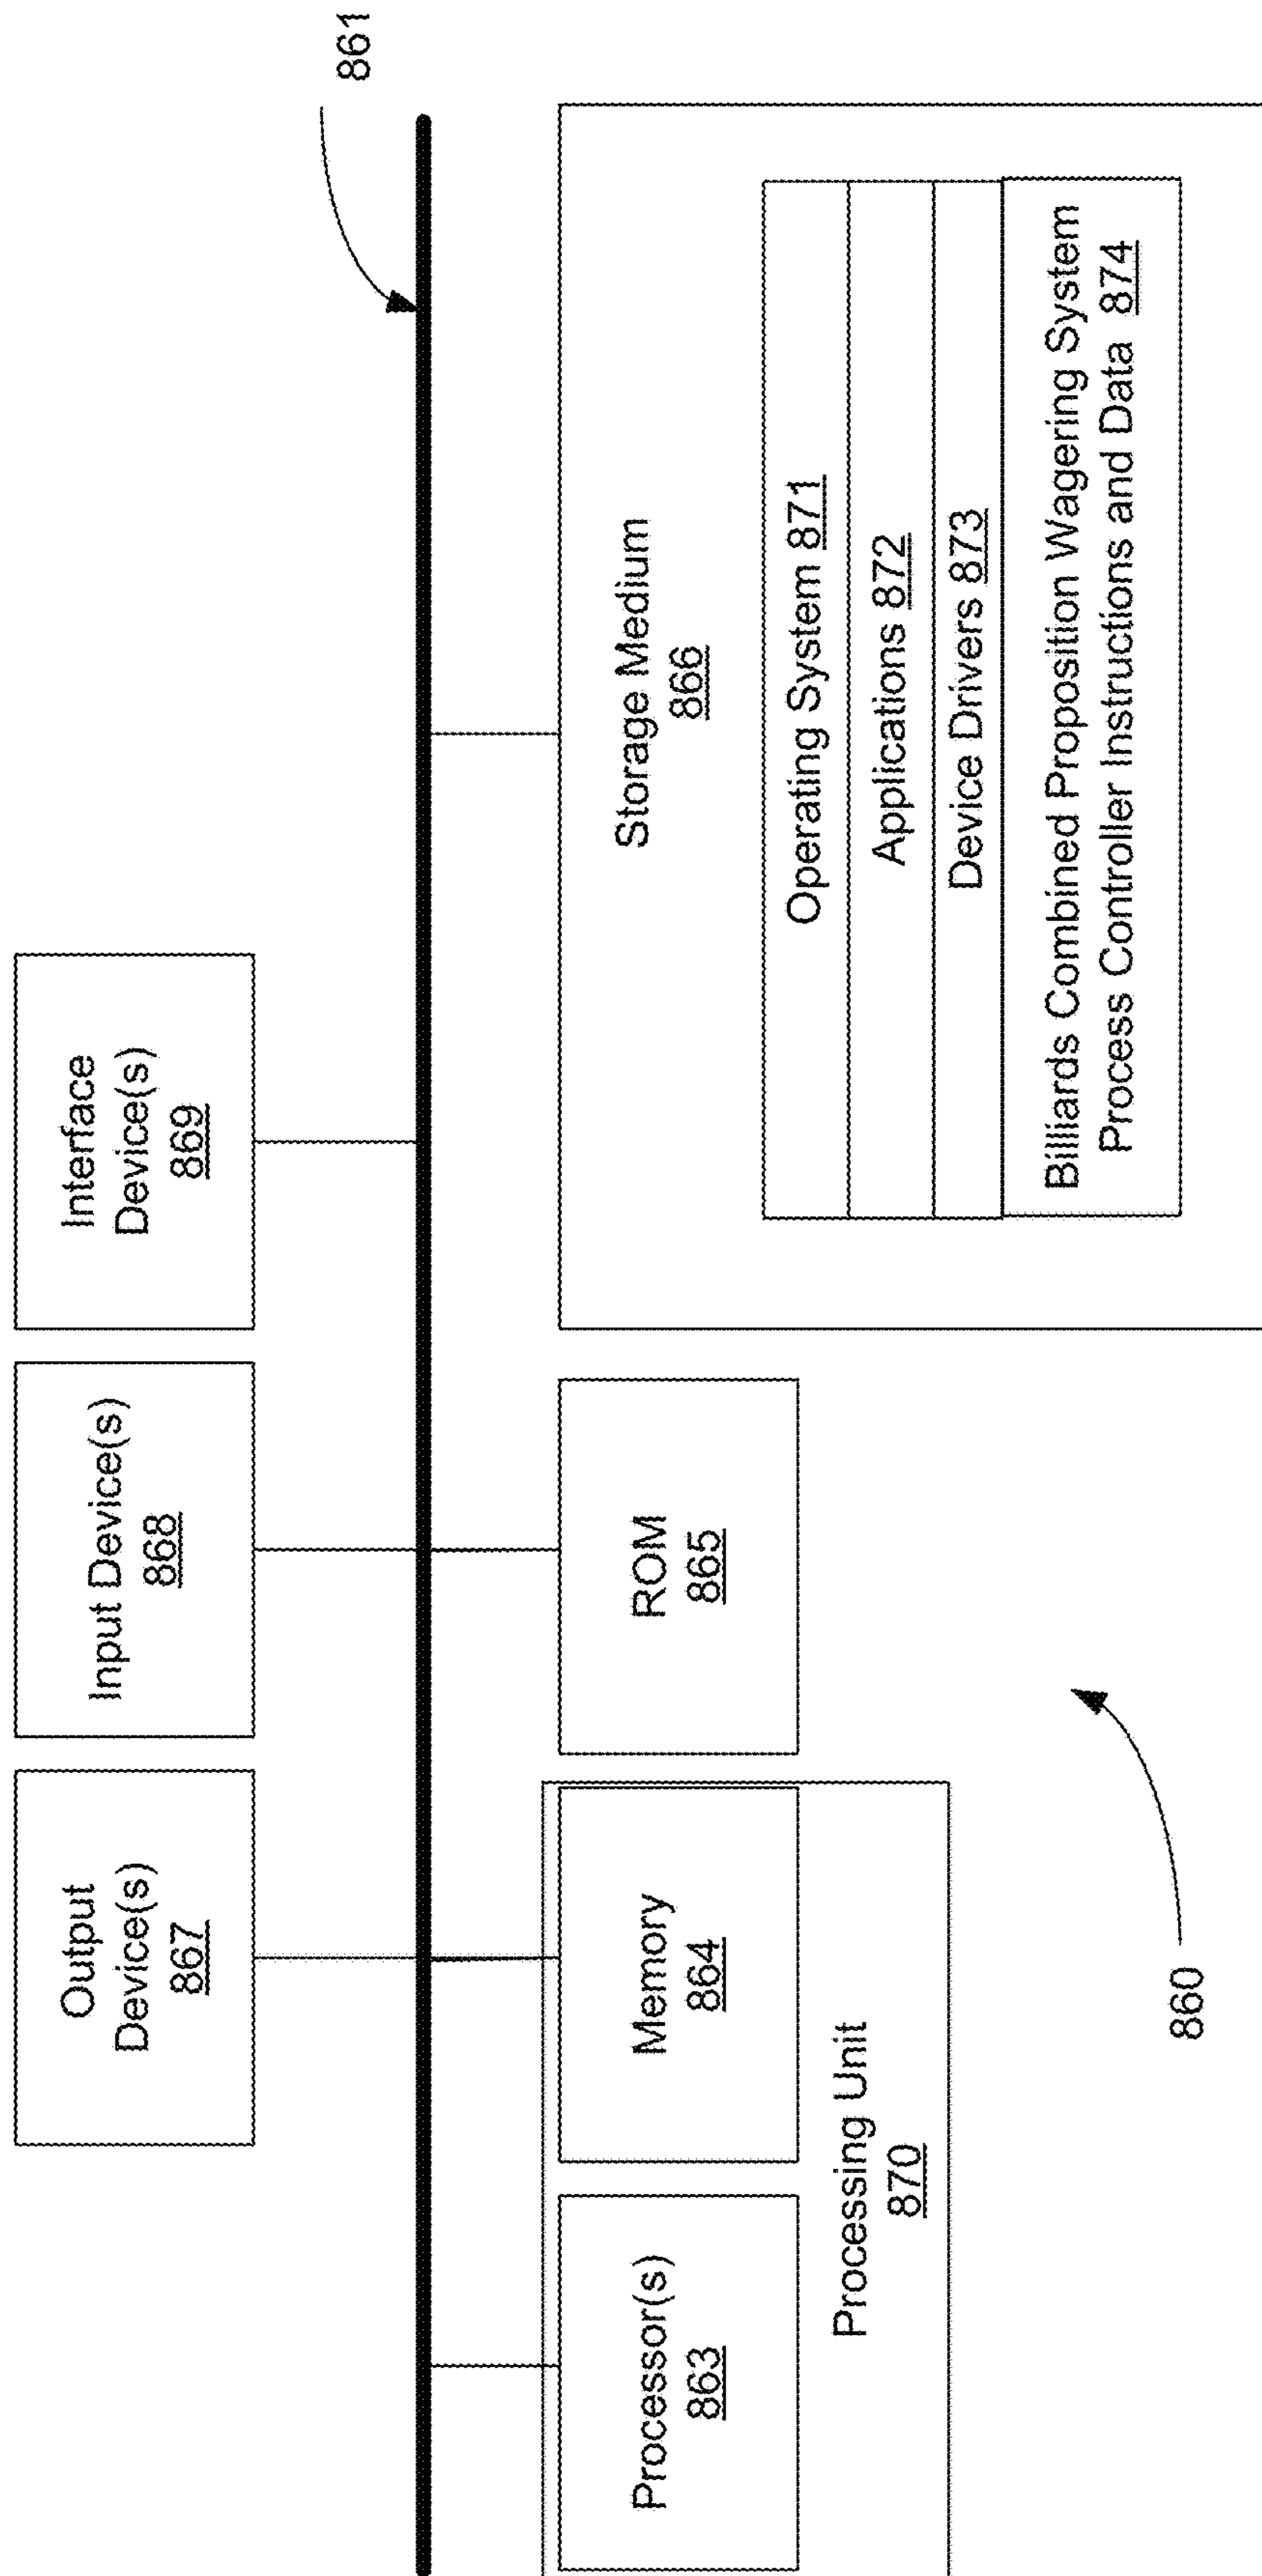 861
Output
Device(s)
867
Input Device(s)
868
Interface
Device(s)
869
Processor(s)
863
Memory
864
Processing Unit
870
ROM
865
Storage Medium
866
Operating System 871
Applications 872
Device Drivers 873
Billiards Combined Proposition Wagering System
Process Controller Instructions and Data 874
860